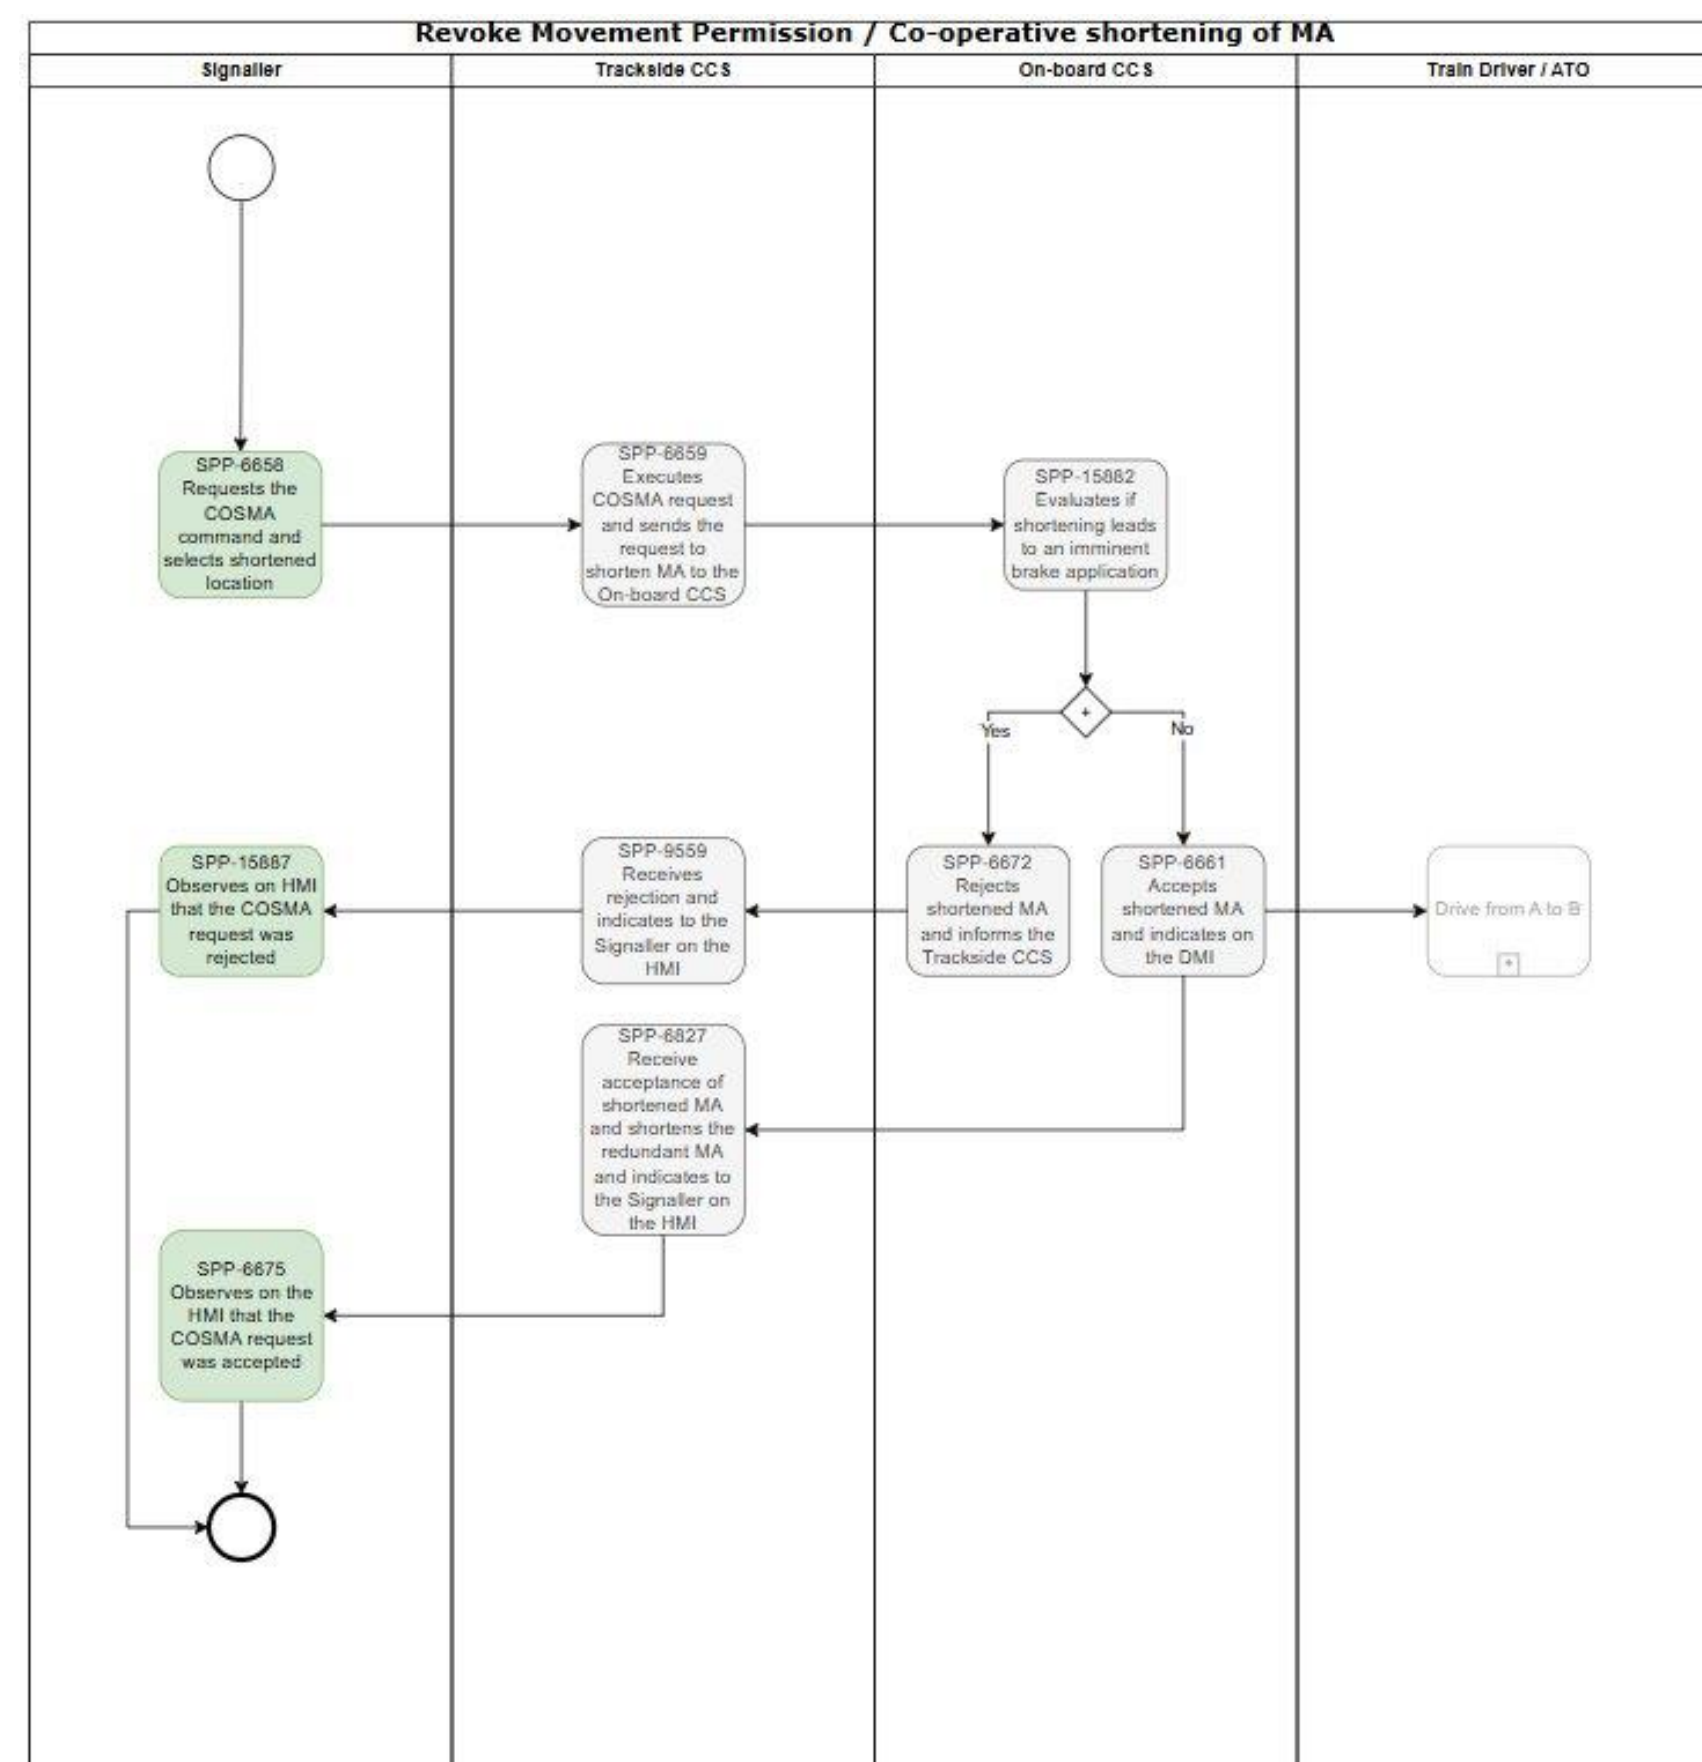 Revoke Movement Permission / Co-operative shortening of MA
Signaller
Trackside CCS
On-board CCS
Train Driver / ATO
SPP-6658
Requests the
COSMA
command and
selects shortened
location
SPP-6659
Executes
COSMA request
and sends the
request to
shorten MA to the
On-board CCS
SPP-15882
Evaluates if
shortening leads
to an imminent
brake application
+
Yes
No
SPP-15887
Observes on HMI
that the COSMA
request was
rejected
SPP-9559
Receives
rejection and
indicates to the
Signaller on the
HMI
SPP-6672
Rejects
shortened MA
and informs the
Trackside CCS
SPP-6661
Accepts
shortened MA
and indicates on
the DMI
Drive from A to B
+
SPP-6827
Receive
acceptance of
shortened MA
and shortens the
redundant MA
and indicates to
the Signaller on
the HMI
SPP-6675
Observes on the
HMI that the
COSMA request
was accepted